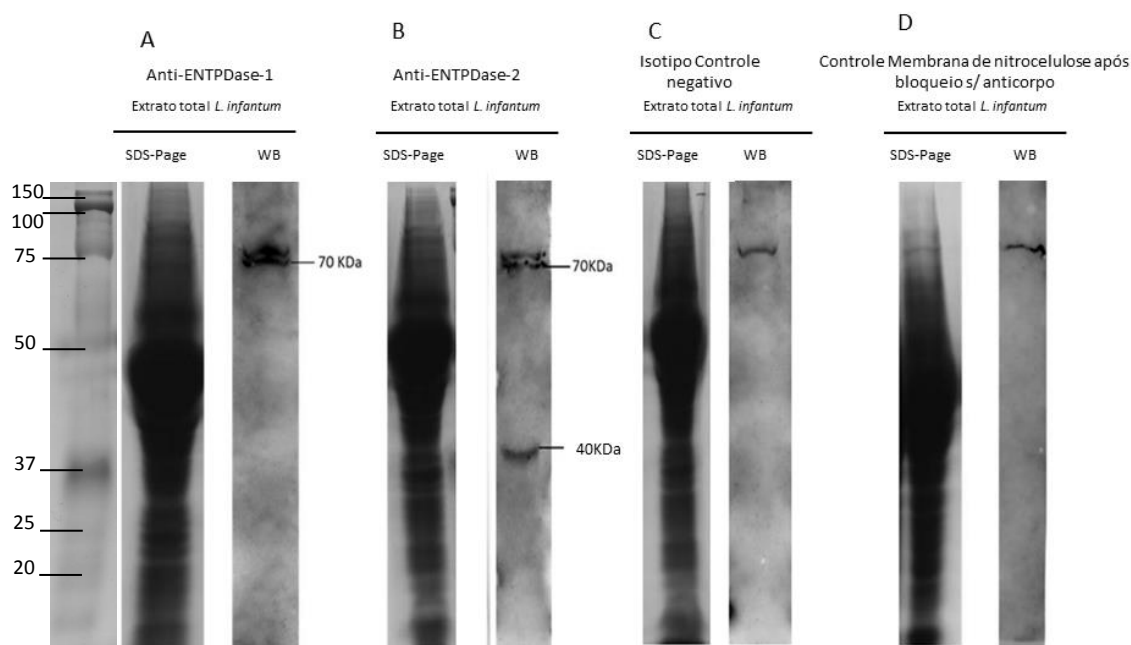 A
Anti-ENTPDase-1
Extrato total L. infantum
SDS-Page WB
B
Anti-ENTPDase-2
Extrato total L. infantum
SDS-Page WB
C
Isotipo Controle
negativo
Extrato total L. infantum
SDS-Page WB
D
Controle Membrana de nitrocelulose após
bloqueio s/ anticorpo
Extrato total L. infantum
SDS-Page WB
150
100
75
50
37
25
20
70 KDa
70KDa
40KDa